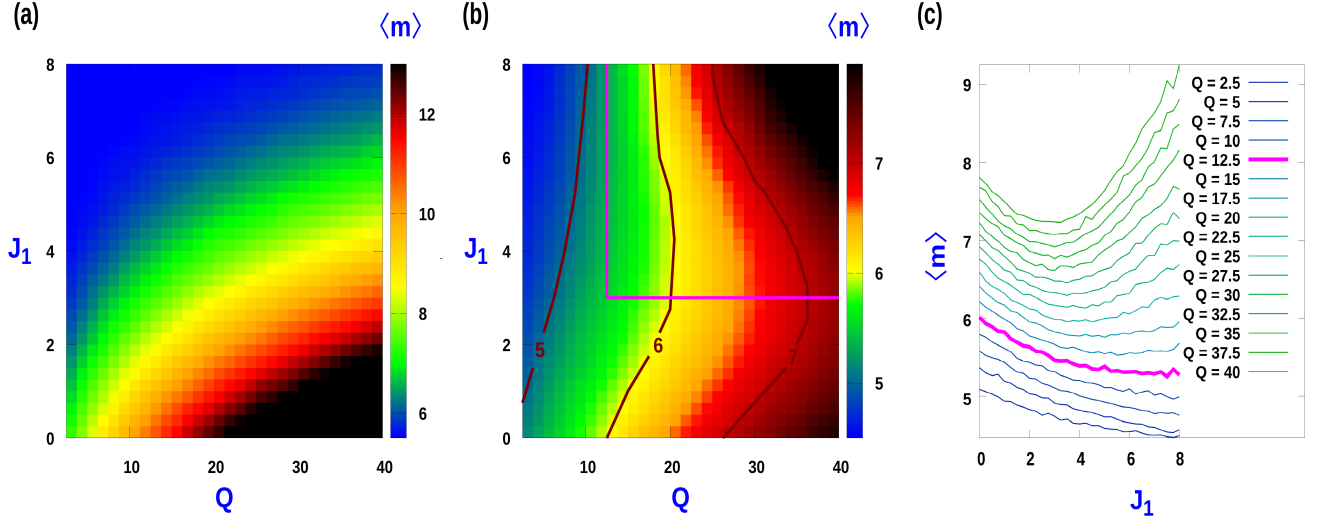 (a)
⟨m⟩
8
6
4
2
0
J1
10
20
30
40
Q
12
10
8
6
(b)
⟨m⟩
8
6
4
2
0
J1
5
6
7
10
20
30
40
Q
7
6
5
(c)
9
8
7
6
5
⟨m⟩
Q = 2.5
Q = 5
Q = 7.5
Q = 10
Q = 12.5
Q = 15
Q = 17.5
Q = 20
Q = 22.5
Q = 25
Q = 27.5
Q = 30
Q = 32.5
Q = 35
Q = 37.5
Q = 40
0
2
4
6
8
J1